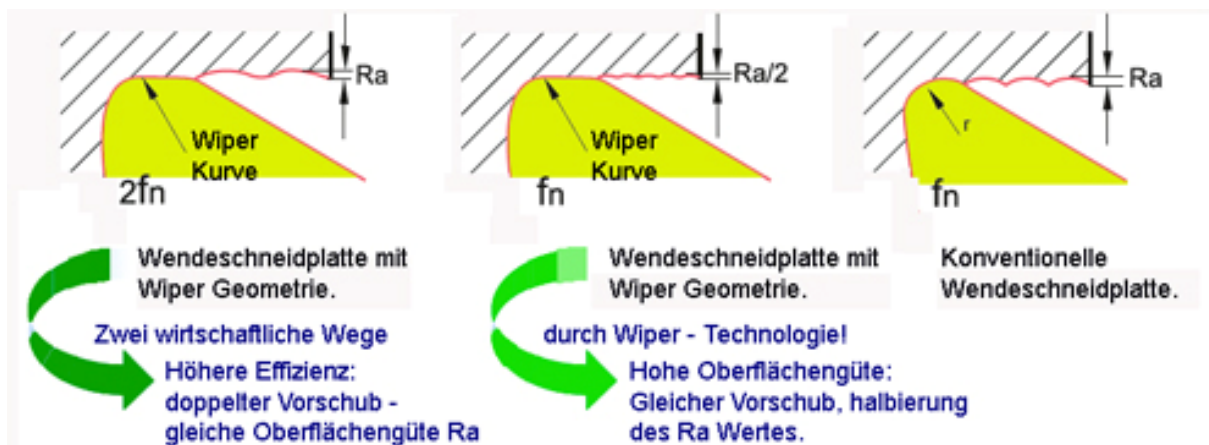 Ra
Wiper
Kurve
2fn
Ra/2
Wiper
Kurve
fn
Ra
r
fn
Wendeschneidplatte mit
Wiper Geometrie.
Wendeschneidplatte mit
Wiper Geometrie.
Konventionelle
Wendeschneidplatte.
Zwei wirtschaftliche Wege
durch Wiper - Technologie!
Höhere Effizienz:
doppelter Vorschub -
gleiche Oberflächengüte Ra
Hohe Oberflächengüte:
Gleicher Vorschub, halbierung
des Ra Wertes.